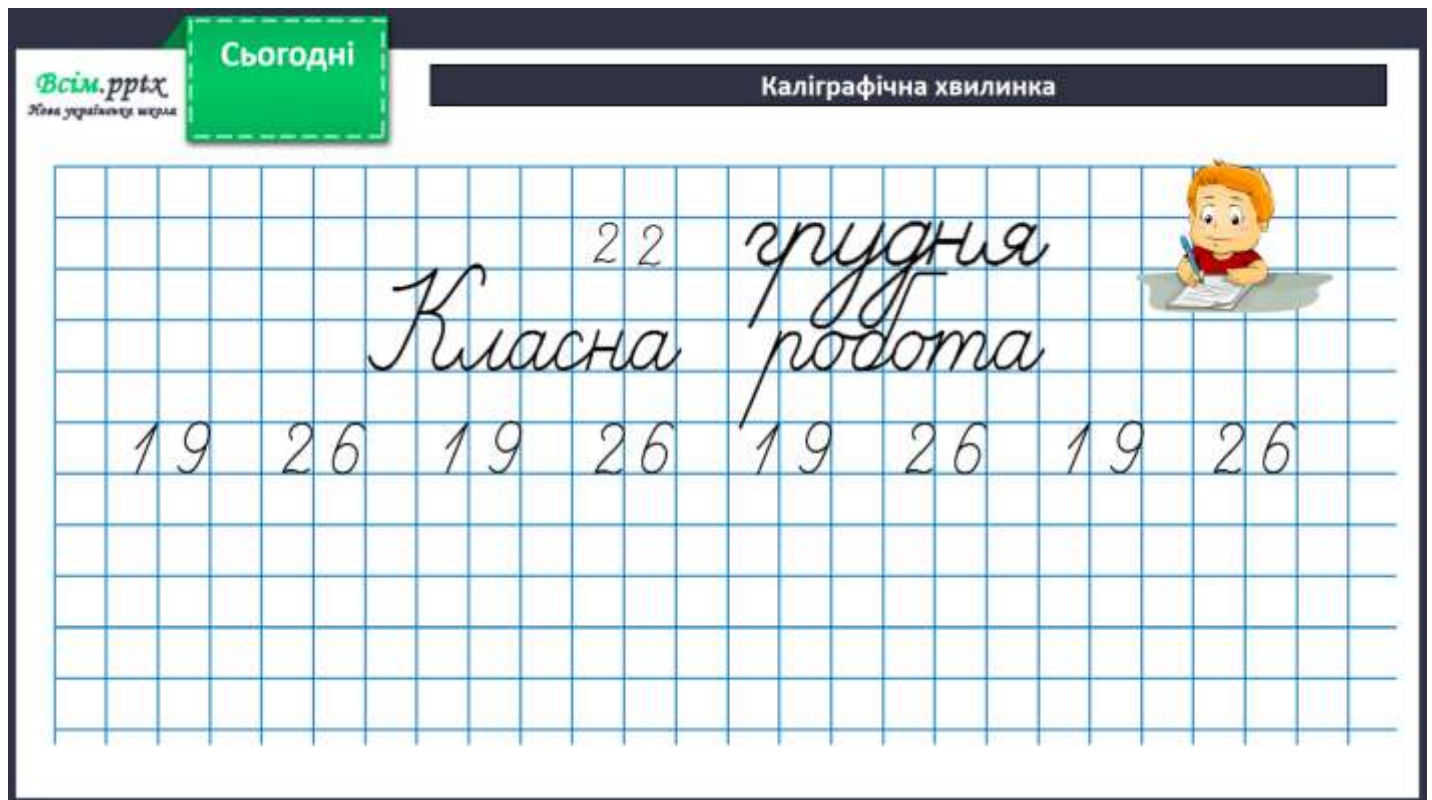 Сьогодні
Всім.pptx
Нова українська школа
Каліграфічна хвилинка
22 грудня
Класна робота
19 26 19 26 19 26 19 26